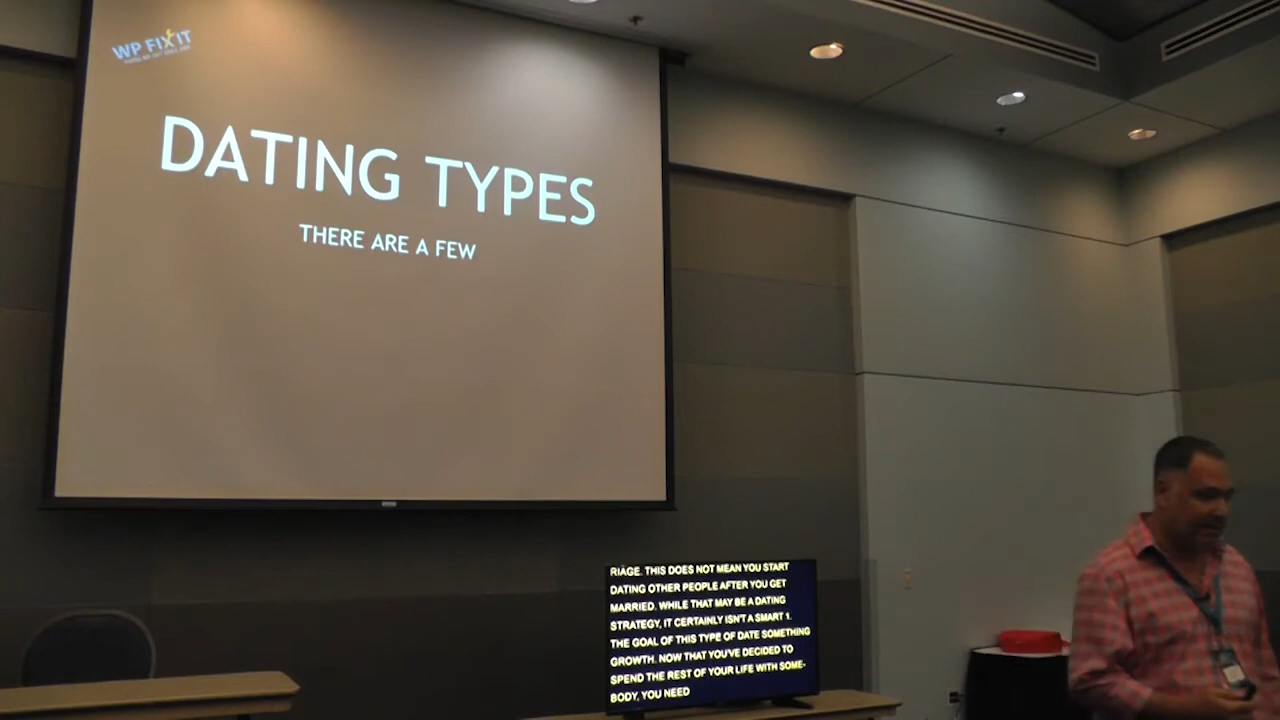 WP FIXIT
DATING TYPES
THERE ARE A FEW
RIAGE. THIS DOES NOT MEAN YOU START
DATING OTHER PEOPLE AFTER YOU GET
MARRIED. WHILE THAT MAY BE A DATING
STRATEGY, IT CERTAINLY ISN'T A SMART 1.
THE GOAL OF THIS TYPE OF DATE SOMETHING
GROWTH. NOW THAT YOU'VE DECIDED TO
SPEND THE REST OF YOUR LIFE WITH SOME-
BODY, YOU NEED